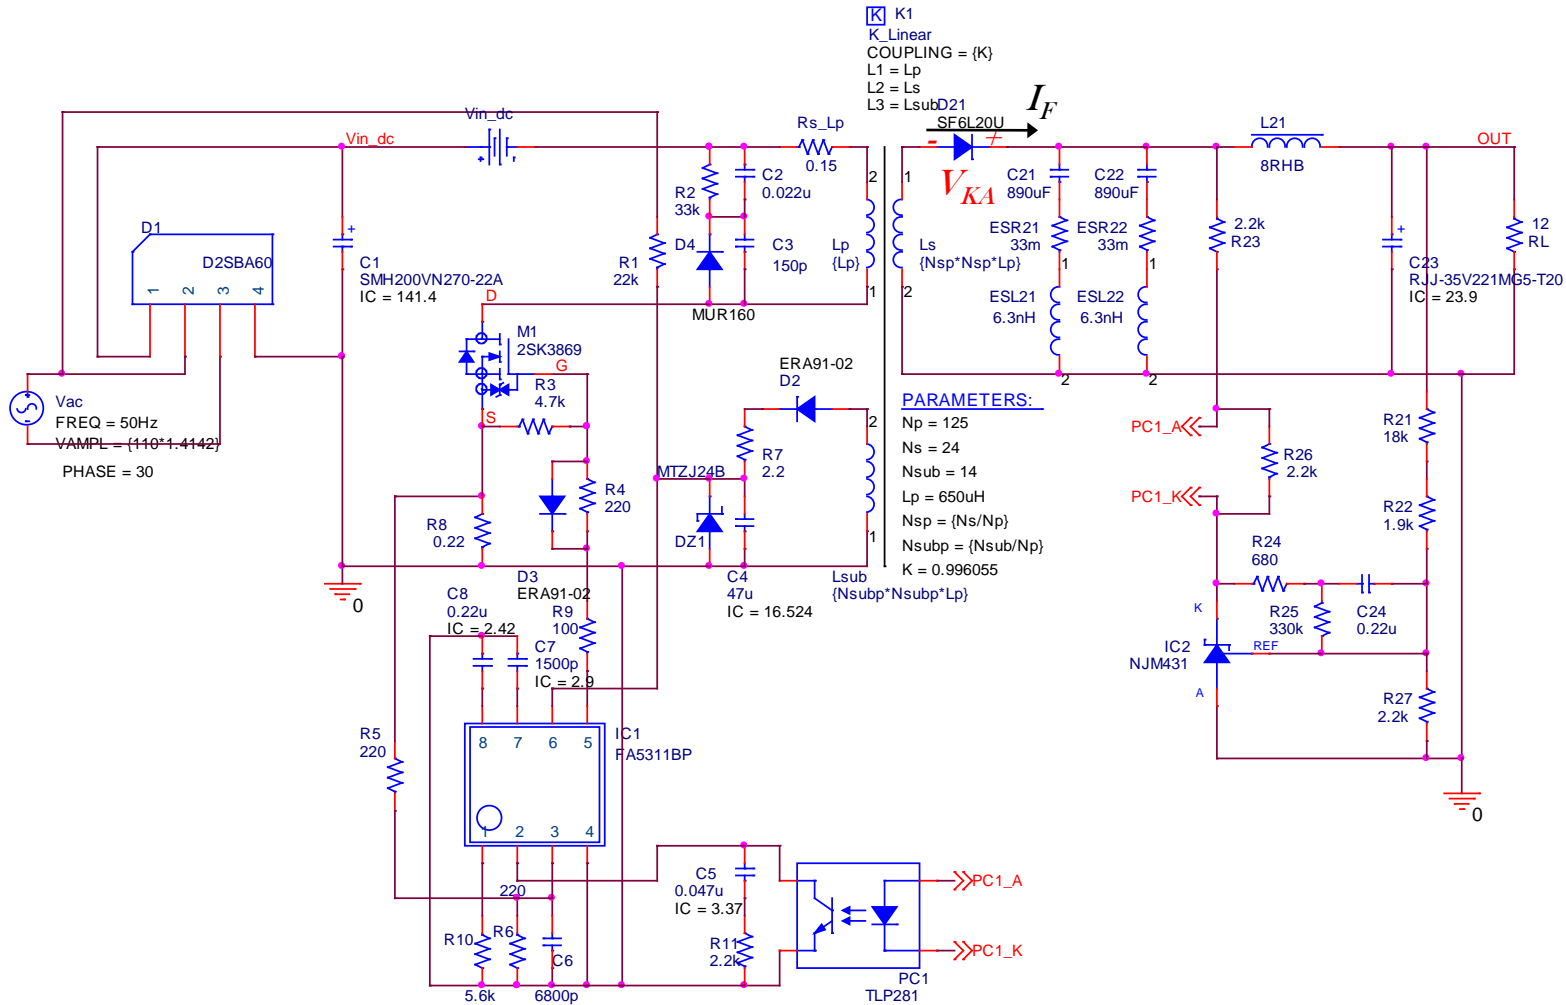 K K1
K_Linear
COUPLING = {K}
L1 = Lp
L2 = Ls
L3 = Lsub
D21
SF6L20U
I_F
V_KA
-
+
Vin_dc
Vin_dc
Rs_Lp
0.15
L21
8RHB
OUT
R2
33k
C2
0.022u
D4
C3
150p
MUR160
R1
22k
2
1
Lp
{Lp}
1
2
Ls
{Nsp*Nsp*Lp}
C21
890uF
C22
890uF
ESR21
33m
ESR22
33m
1
1
ESL21
6.3nH
ESL22
6.3nH
2
2
2.2k
R23
+
C23
RJJ-35V221MG5-T20
IC = 23.9
12
RL
D1
D2SBA60
1 2 3 4
+
C1
SMH200VN270-22A
IC = 141.4
D
M1
2SK3869
G
S
R3
4.7k
Vac
FREQ = 50Hz
VAMPL = {110*1.4142}
PHASE = 30
ERA91-02
D2
R7
2.2
MTZJ24B
DZ1
C4
47u
IC = 16.524
2
1
Lsub
{Nsubp*Nsubp*Lp}
PARAMETERS:
Np = 125
Ns = 24
Nsub = 14
Lp = 650uH
Nsp = {Ns/Np}
Nsubp = {Nsub/Np}
K = 0.996055
R4
220
R8
0.22
D3
ERA91-02
0
C8
0.22u
IC = 2.42
C7
1500p
IC = 2.9
R9
100
R5
220
IC1
FA5311BP
8 7 6 5
1 2 3 4
220
R10
5.6k
R6
C6
6800p
C5
0.047u
IC = 3.37
R11
2.2k
PC1
TLP281
PC1_A
PC1_K
PC1_A
PC1_K
R26
2.2k
R21
18k
R22
1.9k
R24
680
R25
330k
C24
0.22u
K
IC2
NJM431
REF
A
R27
2.2k
0